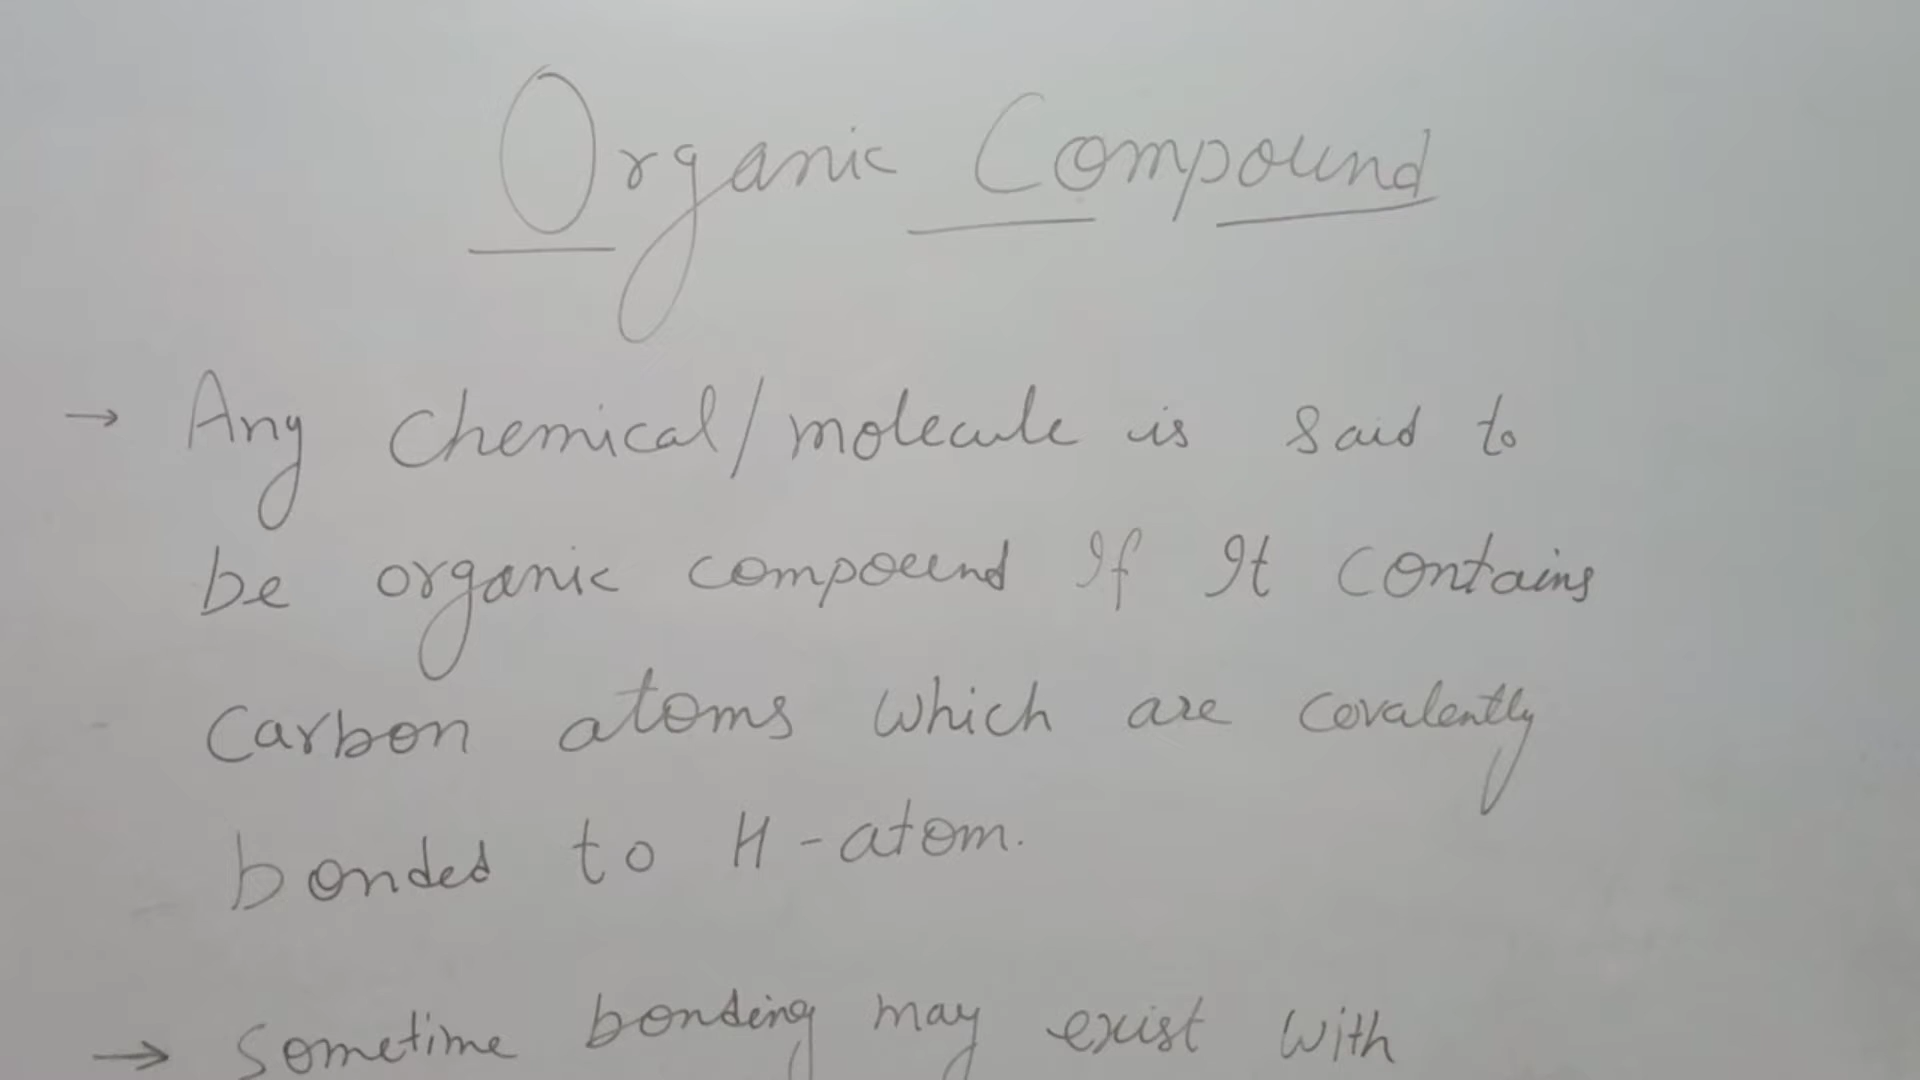 Organic Compound
→ Any chemical/molecule is said to
be organic compound If It contains
Carbon atoms which are covalently
bonded to H-atom.
→ Sometime bonding may exist with